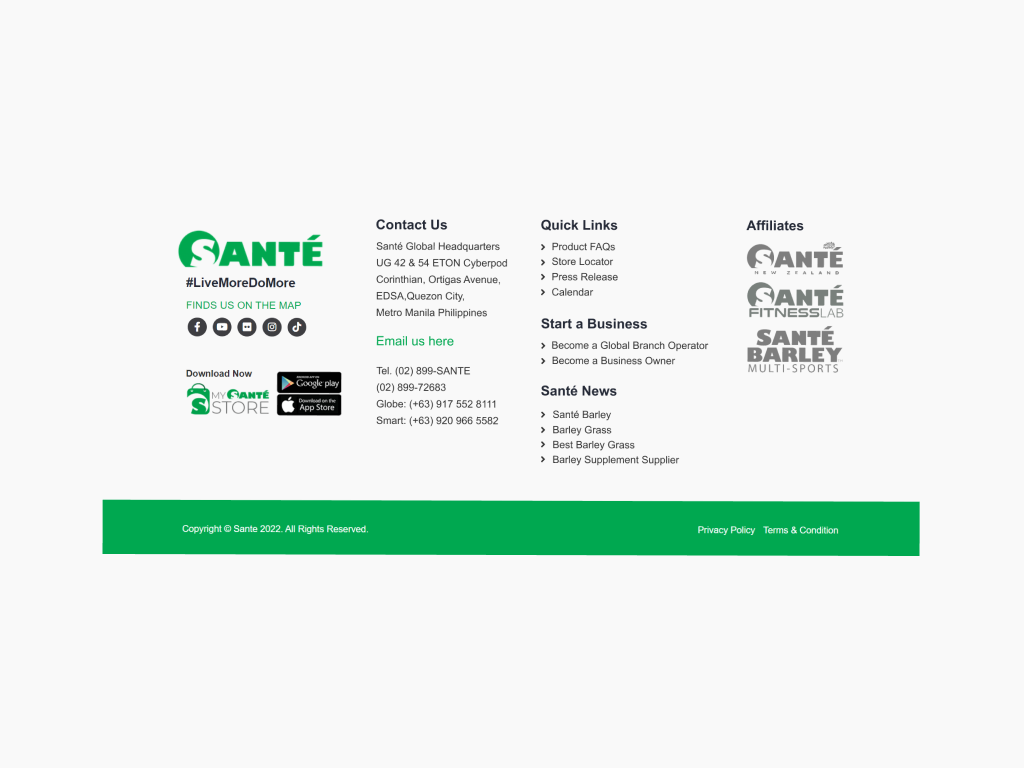 SANTÉ
#LiveMoreDoMore
FINDS US ON THE MAP
Download Now
MY SANTÉ
STORE
ANDROID APP ON
Google play
Download on the
App Store
Contact Us
Santé Global Headquarters
UG 42 & 54 ETON Cyberpod
Corinthian, Ortigas Avenue,
EDSA,Quezon City,
Metro Manila Philippines
Email us here
Tel. (02) 899-SANTE
(02) 899-72683
Globe: (+63) 917 552 8111
Smart: (+63) 920 966 5582
Quick Links
Product FAQs
Store Locator
Press Release
Calendar
Start a Business
Become a Global Branch Operator
Become a Business Owner
Santé News
Santé Barley
Barley Grass
Best Barley Grass
Barley Supplement Supplier
Affiliates
SANTÉ
NEW ZEALAND
SANTÉ
FITNESSLAB
SANTÉ
BARLEY
MULTI-SPORTS
Copyright © Sante 2022. All Rights Reserved.
Privacy Policy Terms & Condition